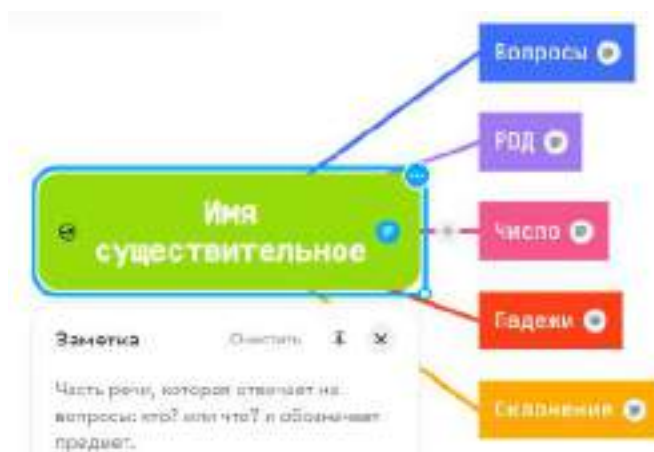 Вопросы
РОД
Имя
существительное
Число
Падежи
Заметка Очистить
Часть речи, которая отвечает на
вопросы: кто? или что? и обозначает
предмет.
Склонения